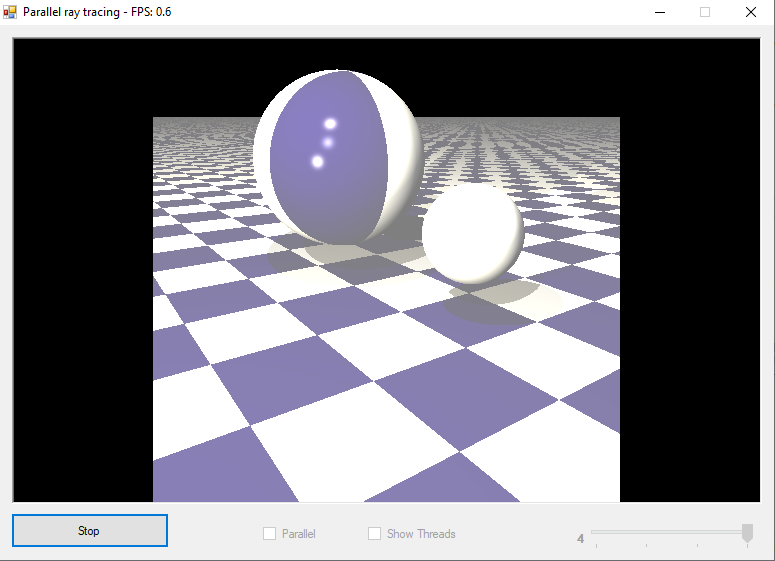 Parallel ray tracing - FPS: 0.6
Stop
Parallel
Show Threads
4